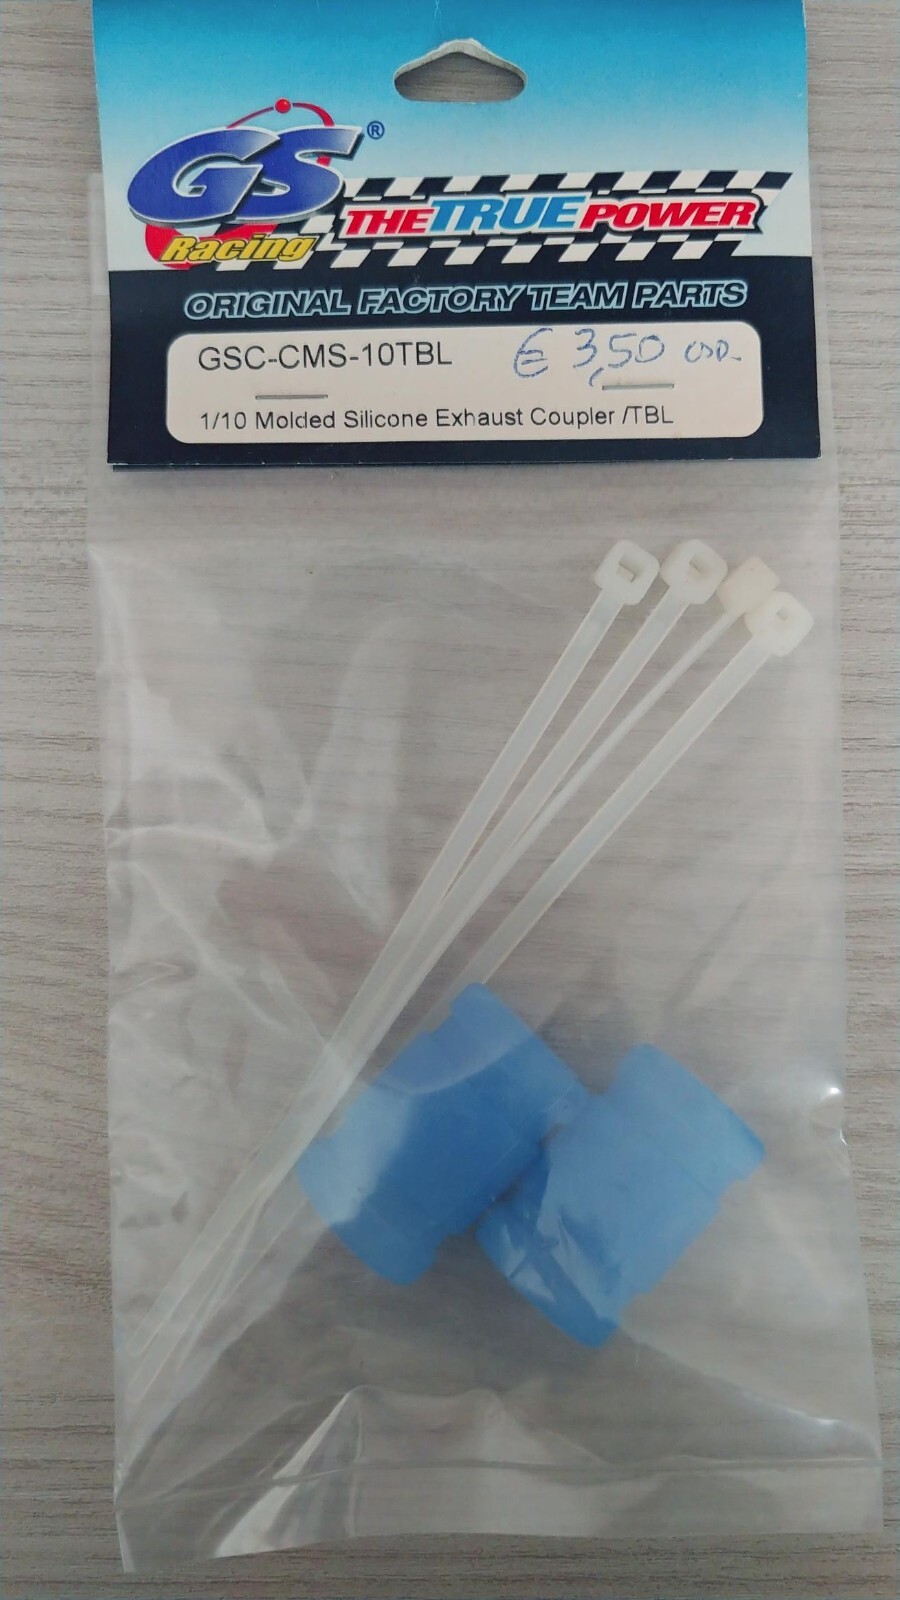 GS®
Racing
THE TRUE POWER
ORIGINAL FACTORY TEAM PARTS
GSC-CMS-10TBL € 3,50
1/10 Molded Silicone Exhaust Coupler /TBL